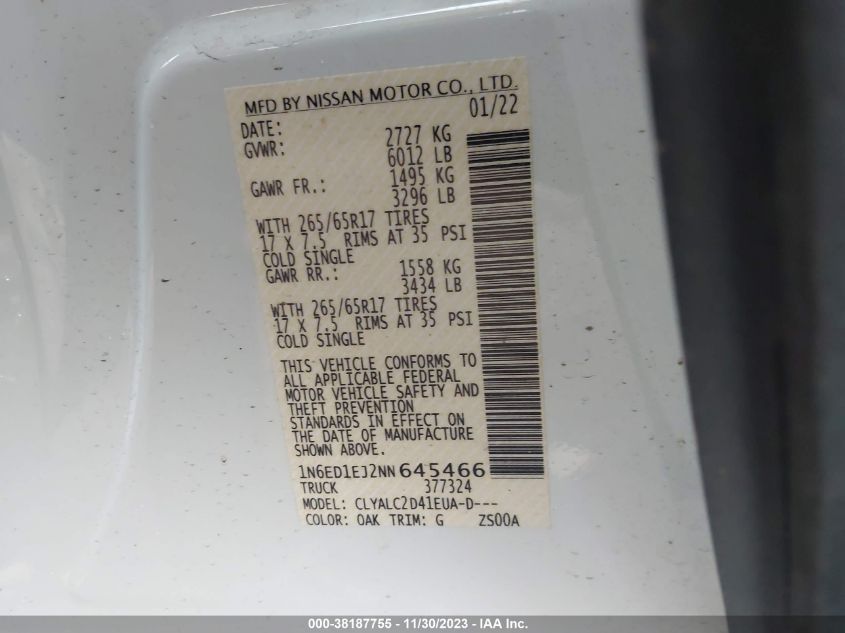 MFD BY NISSAN MOTOR CO., LTD.
DATE: 01/22
GVWR: 2727 KG
6012 LB
GAWR FR.: 1495 KG
3296 LB
WITH 265/65R17 TIRES
17 X 7.5 RIMS AT 35 PSI
COLD SINGLE
GAWR RR.: 1558 KG
3434 LB
WITH 265/65R17 TIRES
17 X 7.5 RIMS AT 35 PSI
COLD SINGLE
THIS VEHICLE CONFORMS TO
ALL APPLICABLE FEDERAL
MOTOR VEHICLE SAFETY AND
THEFT PREVENTION
STANDARDS IN EFFECT ON
THE DATE OF MANUFACTURE
SHOWN ABOVE.
1N6ED1EJ2NN645466
TRUCK 377324
MODEL: CLYALC2D41EUA-D---
COLOR: QAK TRIM: G ZS00A
000-38187755 - 11/30/2023 - IAA Inc.